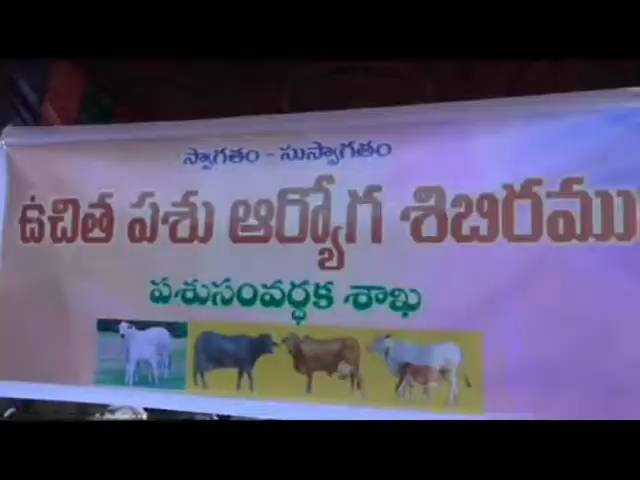 స్వాగతం - సుస్వాగతం
ఉచిత పశు ఆర్యోగ శిబిరము
పశుసంవర్ధక శాఖ